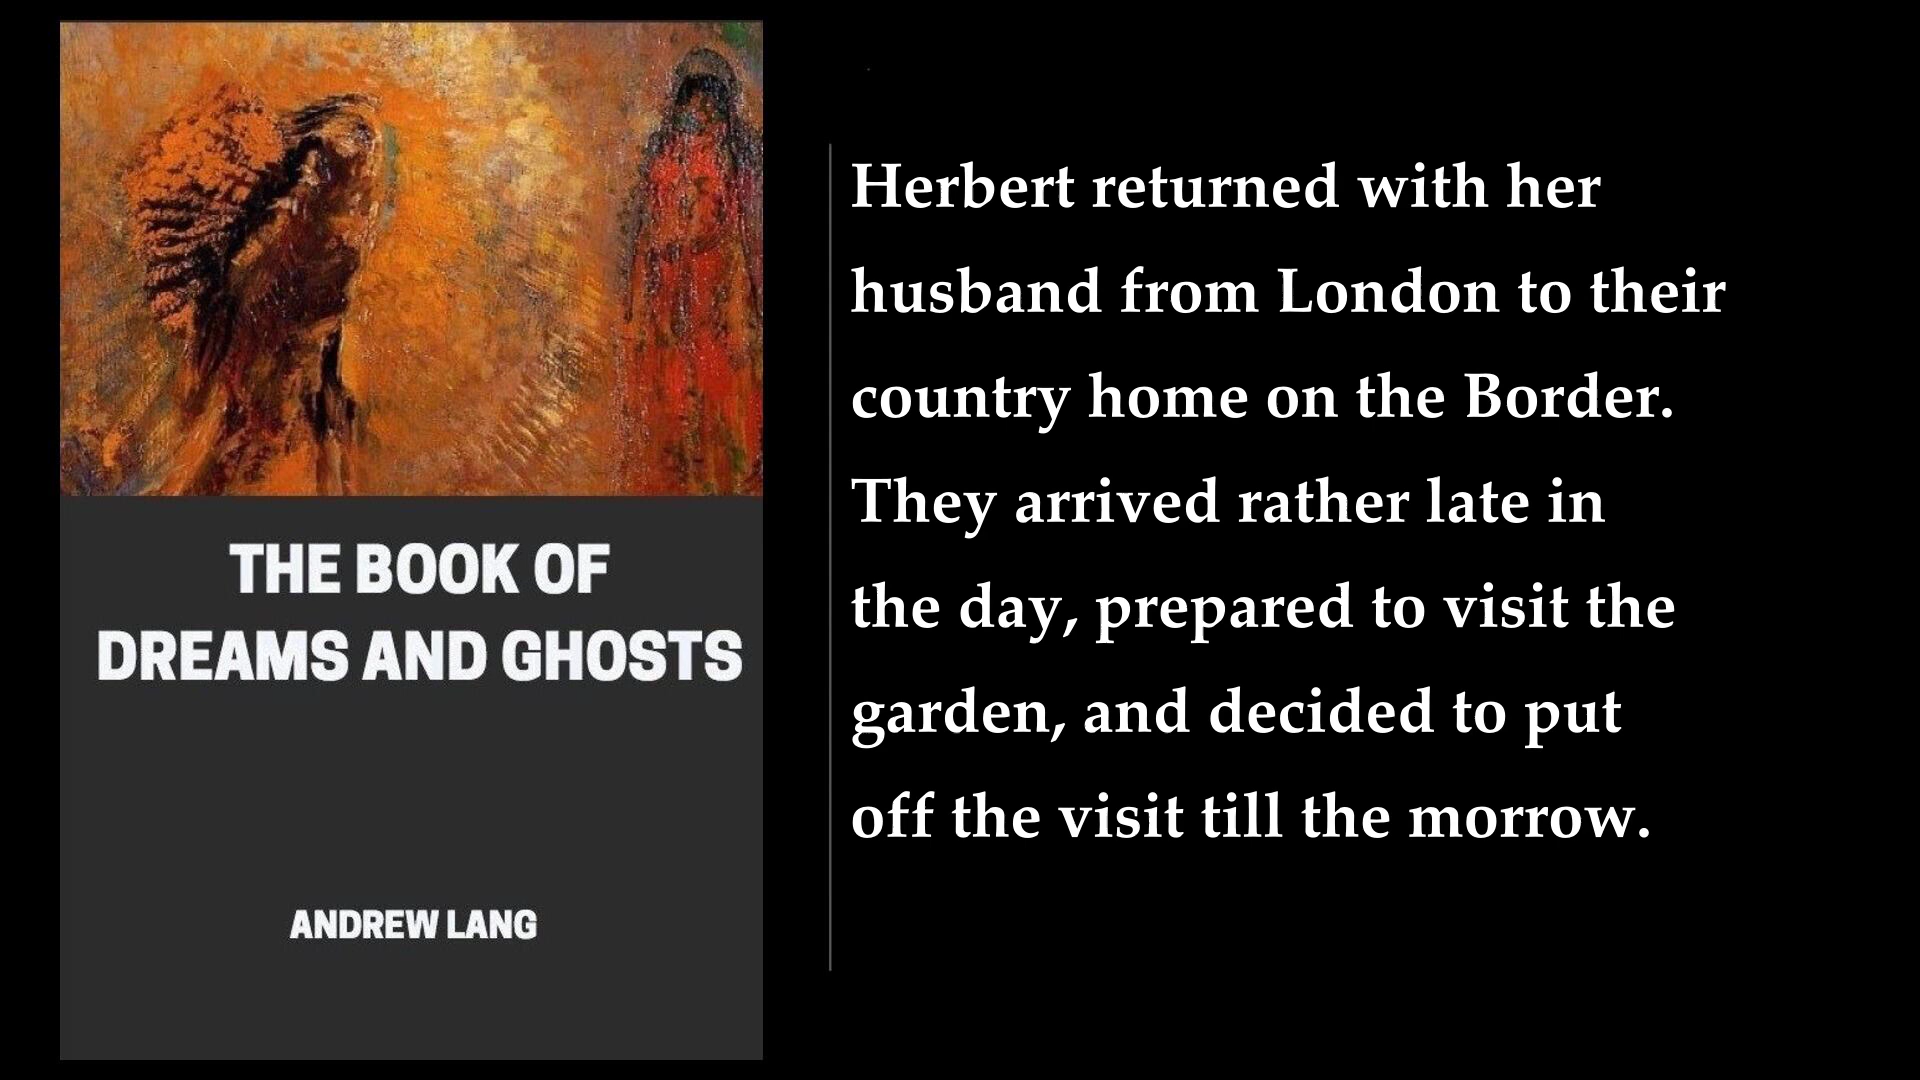 THE BOOK OF
DREAMS AND GHOSTS
ANDREW LANG
Herbert returned with her
husband from London to their
country home on the Border.
They arrived rather late in
the day, prepared to visit the
garden, and decided to put
off the visit till the morrow.